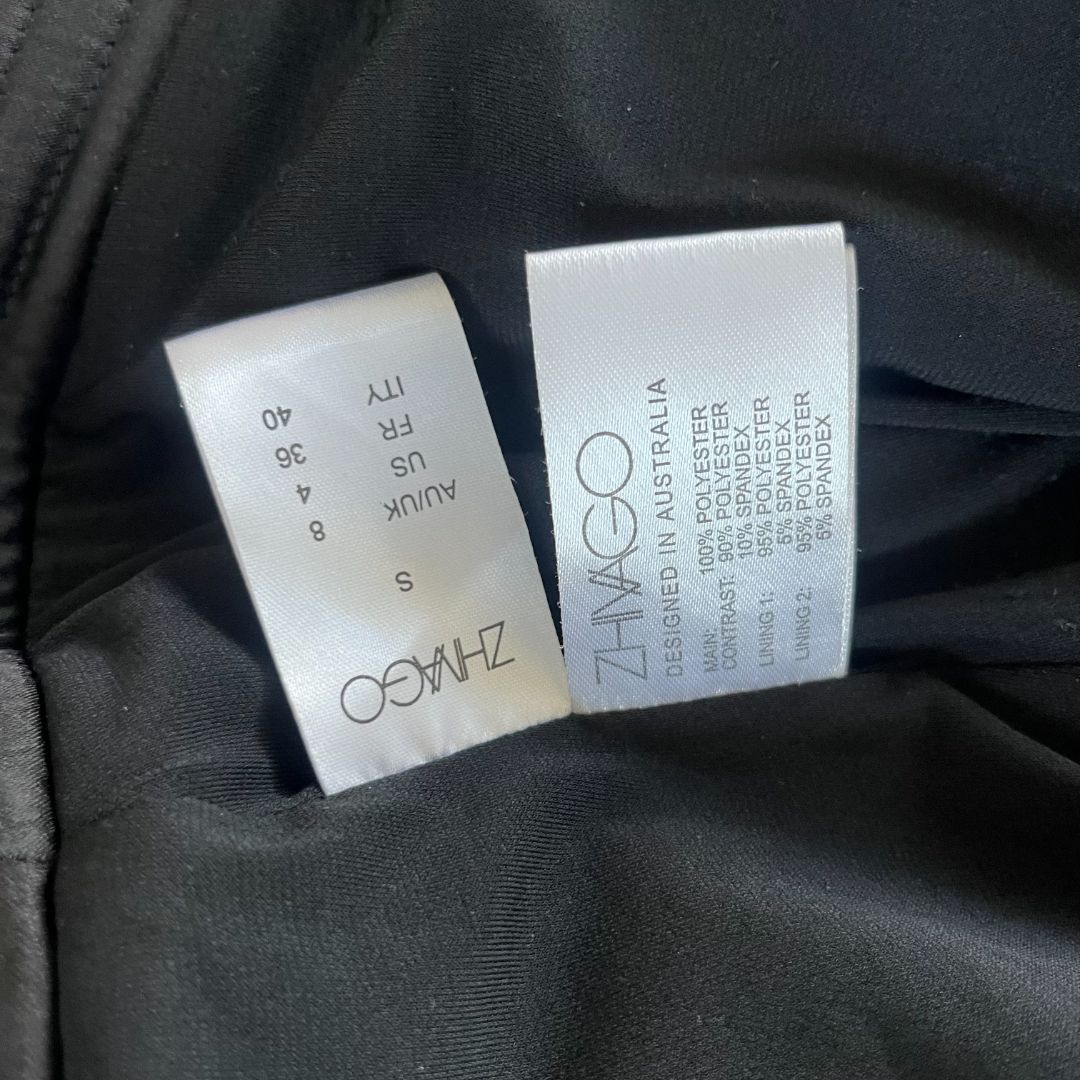 ZHIVAGO
S
AU/UK 8
US 4
FR 36
ITY 40
ZHIVAGO
DESIGNED IN AUSTRALIA
MAIN: 100% POLYESTER
CONTRAST: 90% POLYESTER
10% SPANDEX
LINING 1: 95% POLYESTER
5% SPANDEX
LINING 2: 95% POLYESTER
5% SPANDEX